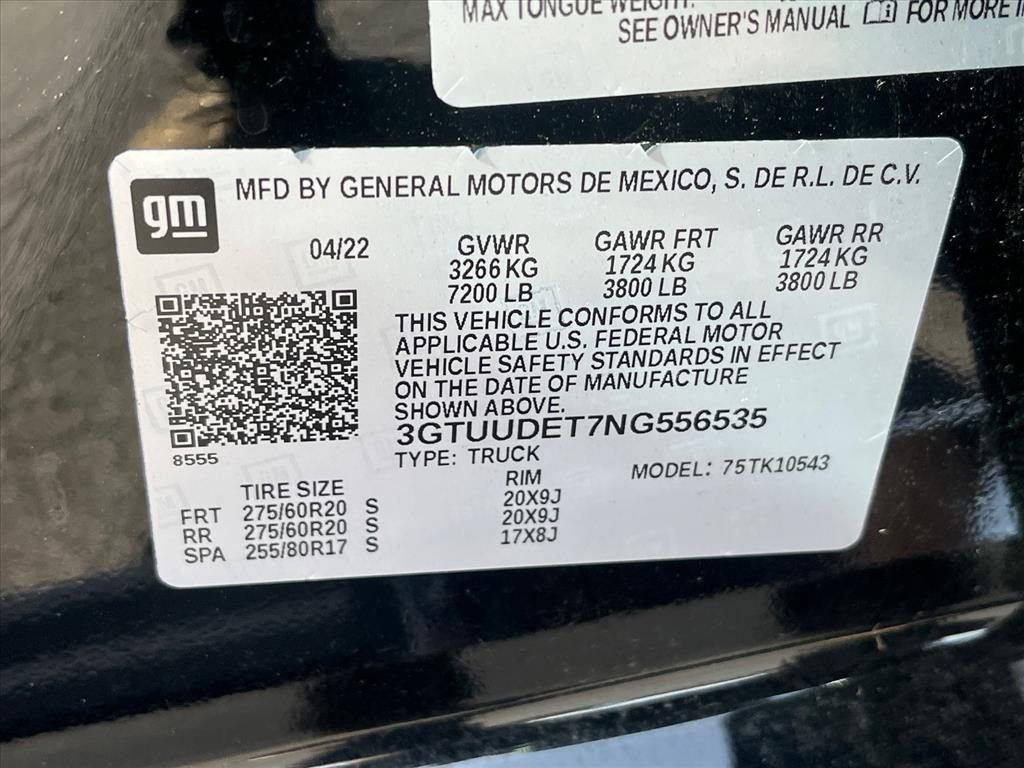 MAX TONGUE WEIGHT:
SEE OWNER'S MANUAL FOR MORE
gm
MFD BY GENERAL MOTORS DE MEXICO, S. DE R.L. DE C.V.
04/22 GVWR GAWR FRT GAWR RR
3266 KG 1724 KG 1724 KG
7200 LB 3800 LB 3800 LB
THIS VEHICLE CONFORMS TO ALL
APPLICABLE U.S. FEDERAL MOTOR
VEHICLE SAFETY STANDARDS IN EFFECT
ON THE DATE OF MANUFACTURE
SHOWN ABOVE.
3GTUUDET7NG556535
8555
TYPE: TRUCK MODEL: 75TK10543
TIRE SIZE RIM
FRT 275/60R20 S 20X9J
RR 275/60R20 S 20X9J
SPA 255/80R17 S 17X8J